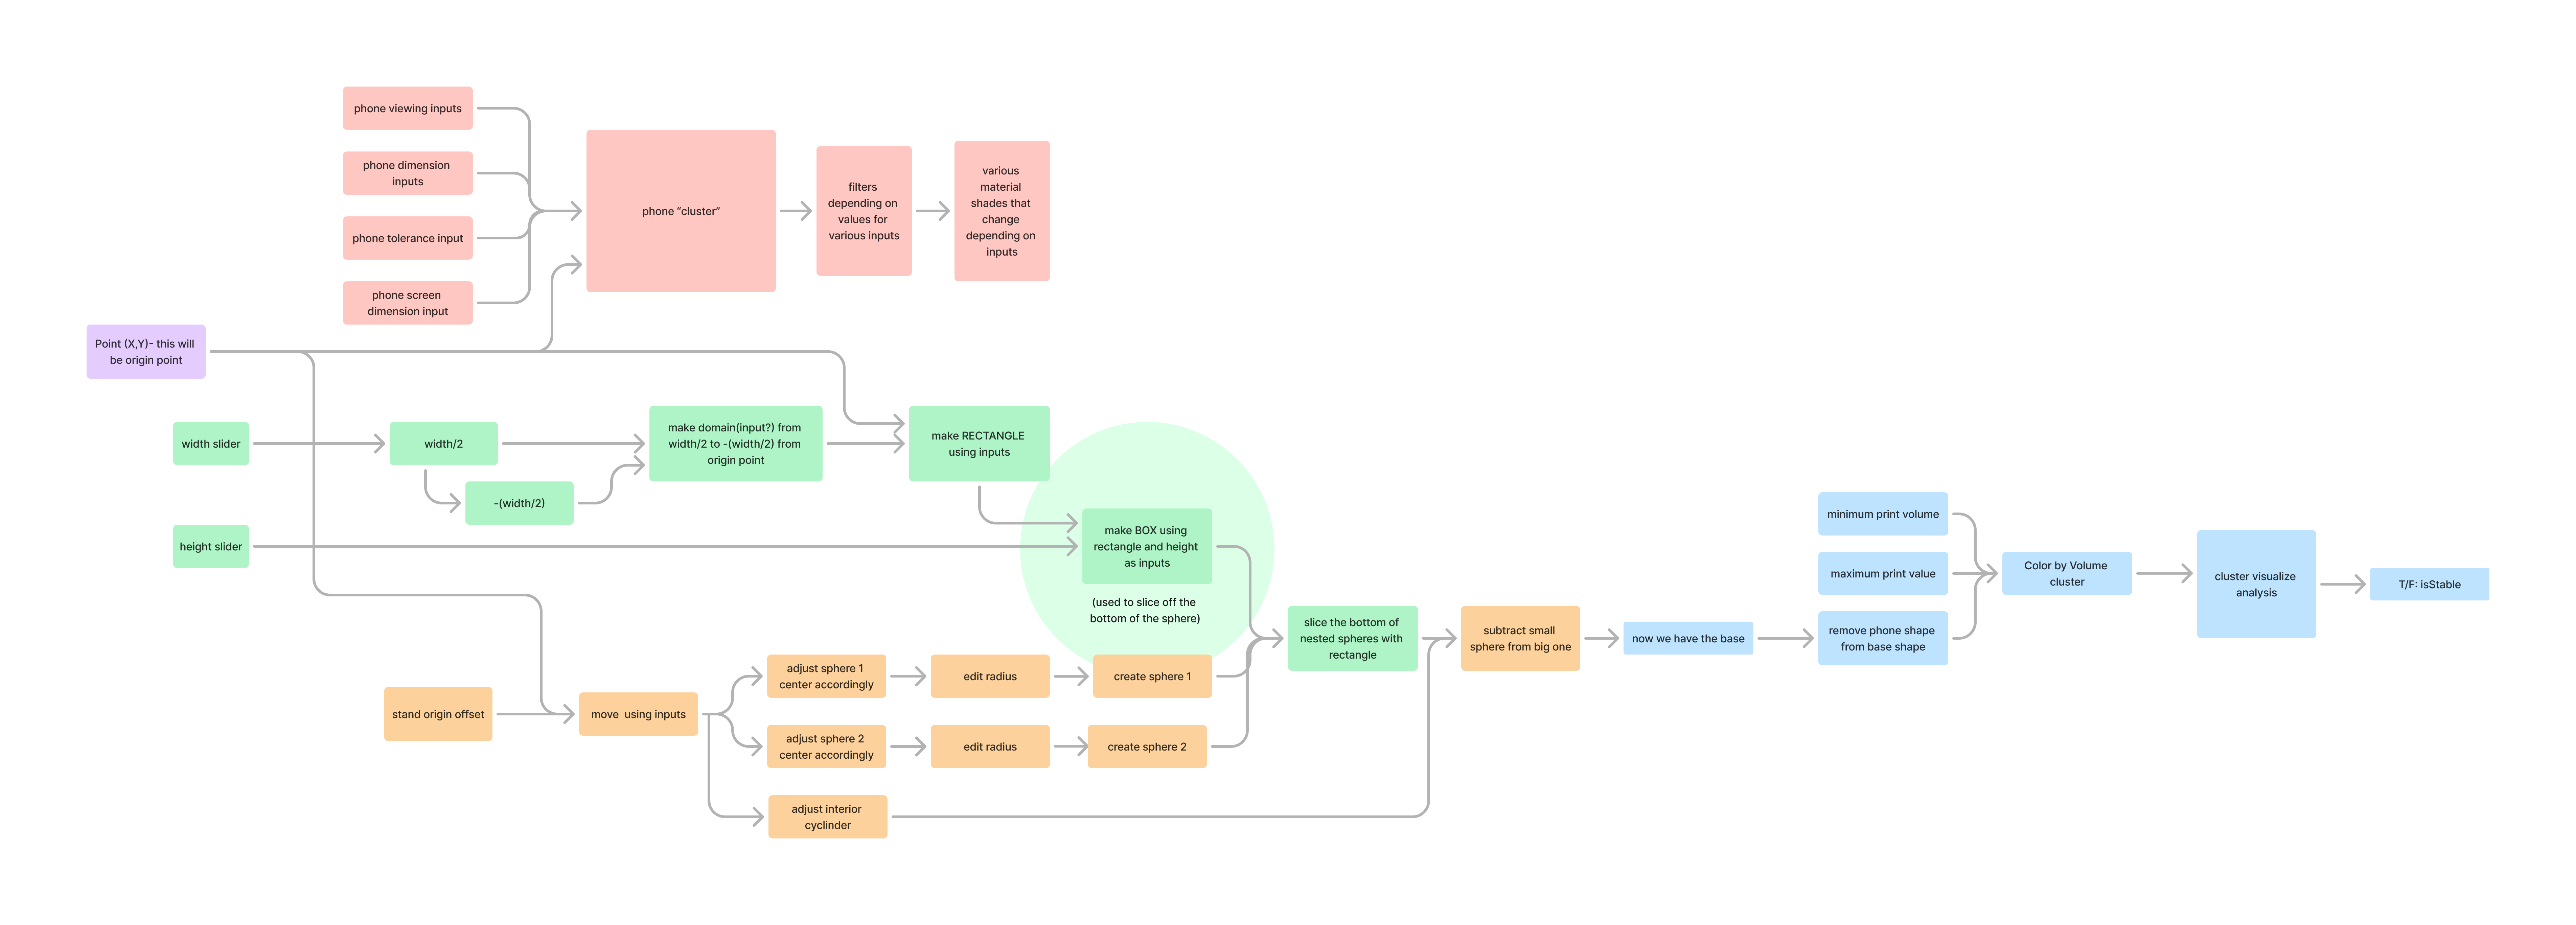 phone viewing inputs
phone dimension
inputs
phone tolerance input
phone screen
dimension input
phone “cluster”
filters
depending on
values for
various inputs
various
material
shades that
change
depending on
inputs
Point (X,Y)- this will
be origin point
width slider
width/2
-(width/2)
make domain(input?) from
width/2 to -(width/2) from
origin point
make RECTANGLE
using inputs
height slider
make BOX using
rectangle and height
as inputs
(used to slice off the
bottom of the sphere)
slice the bottom of
nested spheres with
rectangle
stand origin offset
move using inputs
adjust sphere 1
center accordingly
edit radius
create sphere 1
adjust sphere 2
center accordingly
edit radius
create sphere 2
adjust interior
cyclinder
subtract small
sphere from big one
now we have the base
minimum print volume
maximum print value
remove phone shape
from base shape
Color by Volume
cluster
cluster visualize
analysis
T/F: isStable